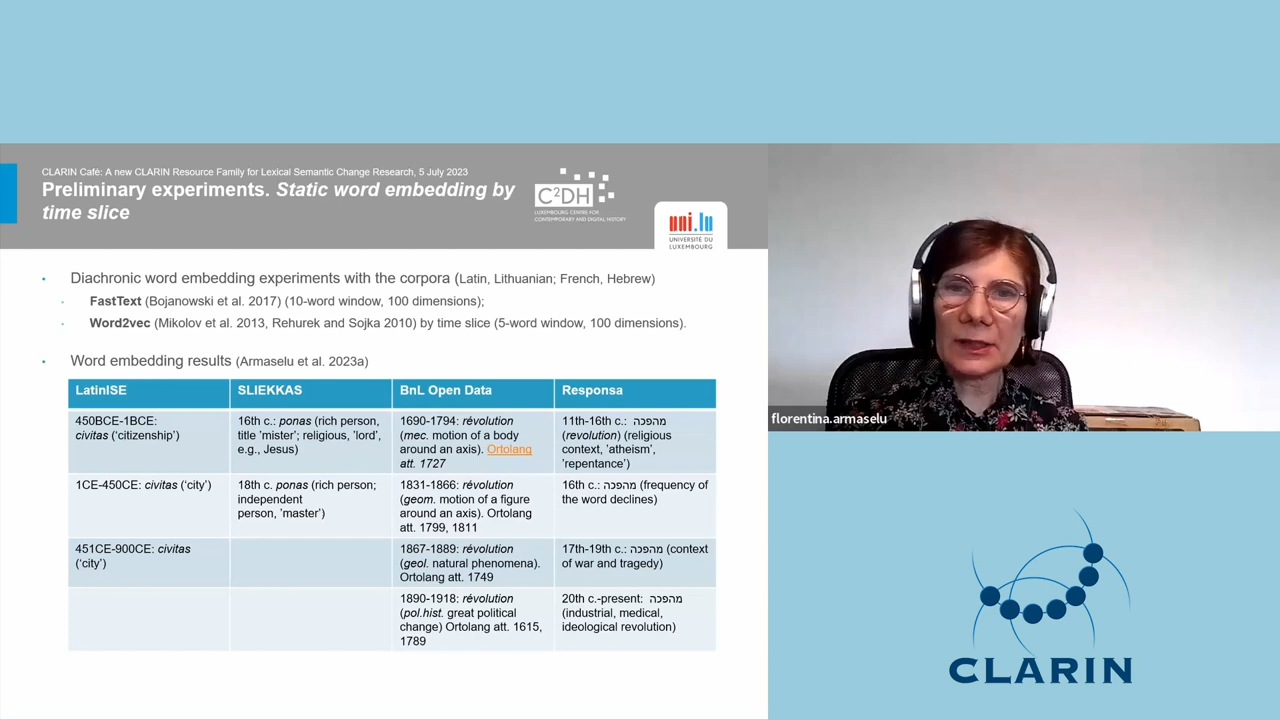 CLARIN Café: A new CLARIN Resource Family for Lexical Semantic Change Research, 5 July 2023
Preliminary experiments. Static word embedding by
time slice
C²DH
LUXEMBOURG CENTRE FOR
CONTEMPORARY AND DIGITAL HISTORY
uni.lu
UNIVERSITÉ DU
LUXEMBOURG
• Diachronic word embedding experiments with the corpora (Latin, Lithuanian; French, Hebrew)
• FastText (Bojanowski et al. 2017) (10-word window, 100 dimensions);
• Word2vec (Mikolov et al. 2013, Rehurek and Sojka 2010) by time slice (5-word window, 100 dimensions).
• Word embedding results (Armaselu et al. 2023a)
LatinISE
SLIEKKAS
BnL Open Data
Responsa
450BCE-1BCE:
civitas (‘citizenship’)
16th c.: ponas (rich person,
title ’mister’; religious, ’lord’,
e.g., Jesus)
1690-1794: révolution
(mec. motion of a body
around an axis). Ortolang
att. 1727
11th-16th c.: מהפכה
(revolution) (religious
context, ’atheism’,
’repentance’)
1CE-450CE: civitas (‘city’)
18th c. ponas (rich person;
independent
person, ’master’)
1831-1866: révolution
(geom. motion of a figure
around an axis). Ortolang
att. 1799, 1811
16th c.: מהפכה (frequency of
the word declines)
451CE-900CE: civitas
(‘city’)
1867-1889: révolution
(geol. natural phenomena).
Ortolang att. 1749
17th-19th c.: מהפכה (context
of war and tragedy)
1890-1918: révolution
(pol.hist. great political
change) Ortolang att. 1615,
1789
20th c.-present; מהפכה
(industrial, medical,
ideological revolution)
florentina.armaselu
CLARIN